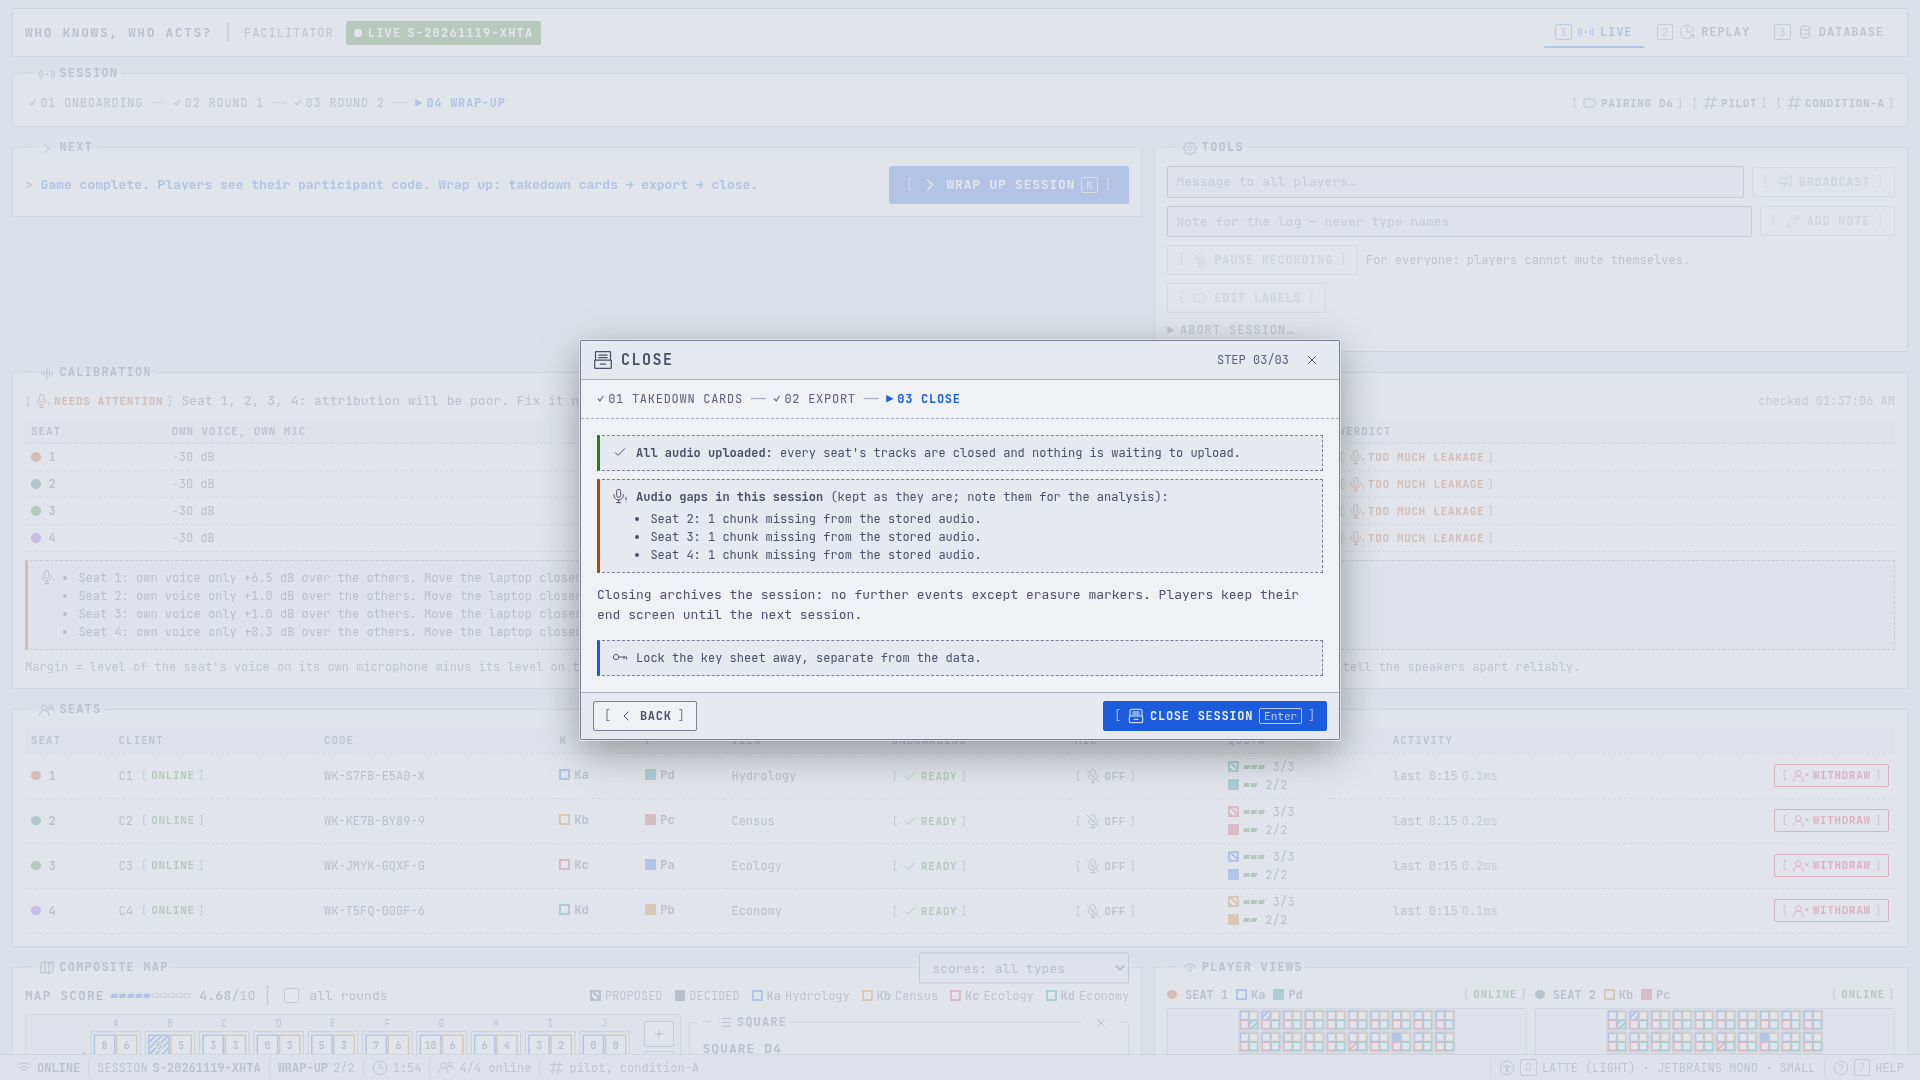 WHO KNOWS, WHO ACTS? FACILITATOR LIVE S-20261119-XHTA 1 LIVE 2 REPLAY 3 DATABASE
SESSION
01 ONBOARDING 02 ROUND 1 03 ROUND 2 04 WRAP-UP [ PAIRING D6 ] [ PILOT ] [ CONDITION-A ]
NEXT
TOOLS
> Game complete. Players see their participant code. Wrap up: takedown cards → export → close. [ WRAP UP SESSION N ]
Message to all players… [ BROADCAST ]
Note for the log — never type names [ ADD NOTE ]
[ PAUSE RECORDING ] For everyone: players cannot mute themselves.
[ EDIT LABELS ]
ABORT SESSION…
CLOSE STEP 03/03
01 TAKEDOWN CARDS 02 EXPORT 03 CLOSE
All audio uploaded: every seat's tracks are closed and nothing is waiting to upload.
Audio gaps in this session (kept as they are; note them for the analysis):
• Seat 2: 1 chunk missing from the stored audio.
• Seat 3: 1 chunk missing from the stored audio.
• Seat 4: 1 chunk missing from the stored audio.
Closing archives the session: no further events except erasure markers. Players keep their
end screen until the next session.
Lock the key sheet away, separate from the data.
[ BACK ] [ CLOSE SESSION Enter ]
CALIBRATION
[ NEEDS ATTENTION ] Seat 1, 2, 3, 4: attribution will be poor. Fix it checked 01:37:06 AM
SEAT OWN VOICE, OWN MIC VERDICT
1 -30 dB TOO MUCH LEAKAGE ]
2 -30 dB TOO MUCH LEAKAGE ]
3 -30 dB TOO MUCH LEAKAGE ]
4 -30 dB TOO MUCH LEAKAGE ]
• Seat 1: own voice only +6.5 dB over the others. Move the laptop closer
• Seat 2: own voice only +1.0 dB over the others. Move the laptop closer
• Seat 3: own voice only +1.0 dB over the others. Move the laptop closer
• Seat 4: own voice only +8.3 dB over the others. Move the laptop closer
Margin = level of the seat's voice on its own microphone minus its level on tell the speakers apart reliably.
SEATS
SEAT CLIENT CODE K VIEW ONBOARDING MIC QUOTA ACTIVITY
1 C1 [ ONLINE ] WK-S7FB-E5A0-X Ka Pd Hydrology [ READY ] [ OFF ] 3/3 2/2 last 0:15 0.1ms [ WITHDRAW ]
2 C2 [ ONLINE ] WK-KE7B-BY89-9 Kb Pc Census [ READY ] [ OFF ] 3/3 2/2 last 0:15 0.2ms [ WITHDRAW ]
3 C3 [ ONLINE ] WK-JMYK-GQXF-G Kc Pa Ecology [ READY ] [ OFF ] 3/3 2/2 last 0:15 0.2ms [ WITHDRAW ]
4 C4 [ ONLINE ] WK-T5FQ-00GF-6 Kd Pb Economy [ READY ] [ OFF ] 3/3 2/2 last 0:15 0.1ms [ WITHDRAW ]
COMPOSITE MAP scores: all types
MAP SCORE 4.68/10 all rounds PROPOSED DECIDED Ka Hydrology Kb Census Kc Ecology Kd Economy
A B C D E F G H I J
8 6 5 3 3 0 3 5 3 7 6 10 6 6 4 3 2 0 0
+
SQUARE
SQUARE D4
PLAYER VIEWS
SEAT 1 Ka Pd [ ONLINE ] SEAT 2 Kb Pc [ ONLINE ]
ONLINE SESSION S-20261119-XHTA WRAP-UP 2/2 1:54 4/4 online pilot, condition-A D LATTE (LIGHT) · JETBRAINS MONO · SMALL ? HELP